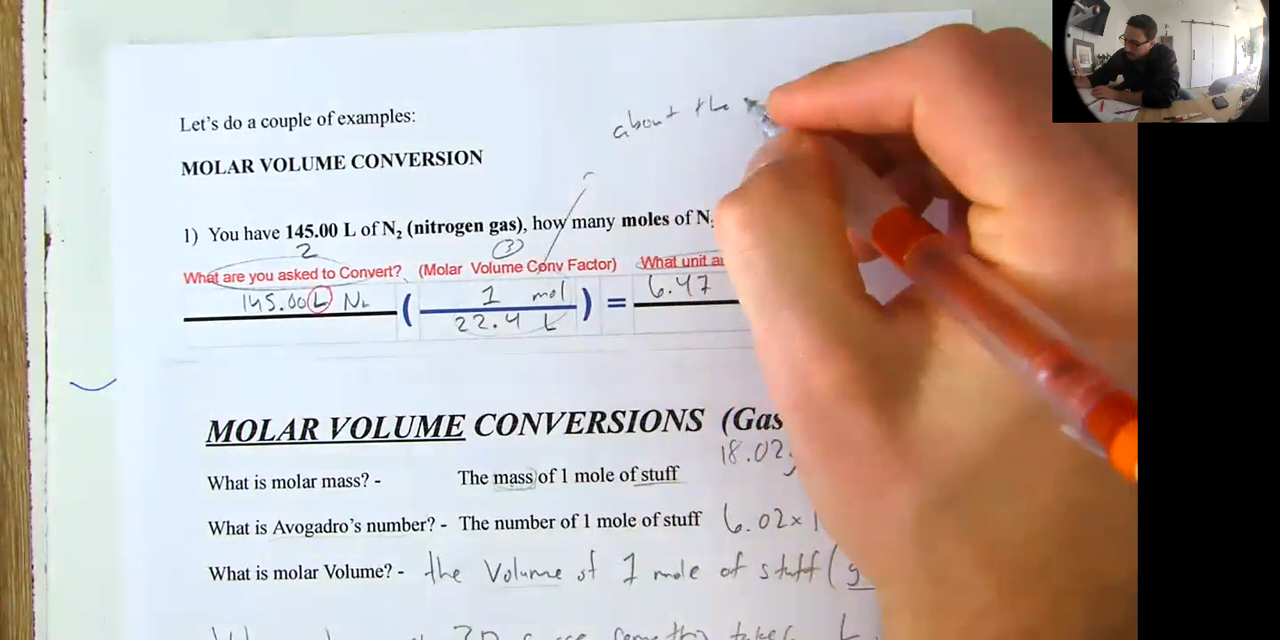 Let's do a couple of examples:
about the
MOLAR VOLUME CONVERSION
1) You have 145.00 L of N₂ (nitrogen gas), how many moles of N
2
3
What are you asked to Convert? (Molar Volume Conv Factor) What unit a
145.00 L N₂ ( 1 mol ) = 6.47
22.4 L
MOLAR VOLUME CONVERSIONS (Gas
18.02
What is molar mass? - The mass of 1 mole of stuff
What is Avogadro's number? - The number of 1 mole of stuff 6.02 x 1
What is molar Volume? - the Volume of 1 mole of stuff (g
3D space something takes